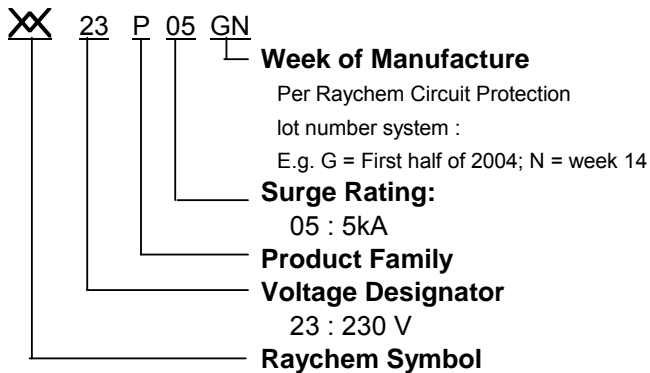 23 P 05 GN
Week of Manufacture
Per Raychem Circuit Protection
lot number system :
E.g. G = First half of 2004; N = week 14
Surge Rating:
05 : 5kA
Product Family
Voltage Designator
23 : 230 V
Raychem Symbol